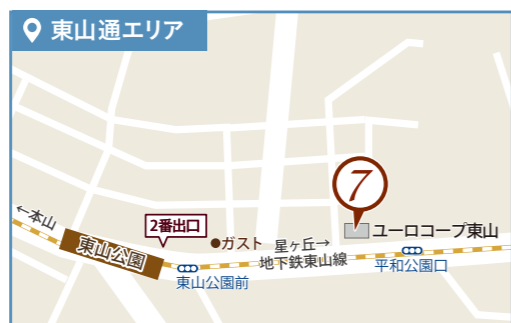 東山通エリア
7
←本山
2番出口
ガスト
星ヶ丘→
ユーロコープ東山
東山公園
地下鉄東山線
東山公園前
平和公園口